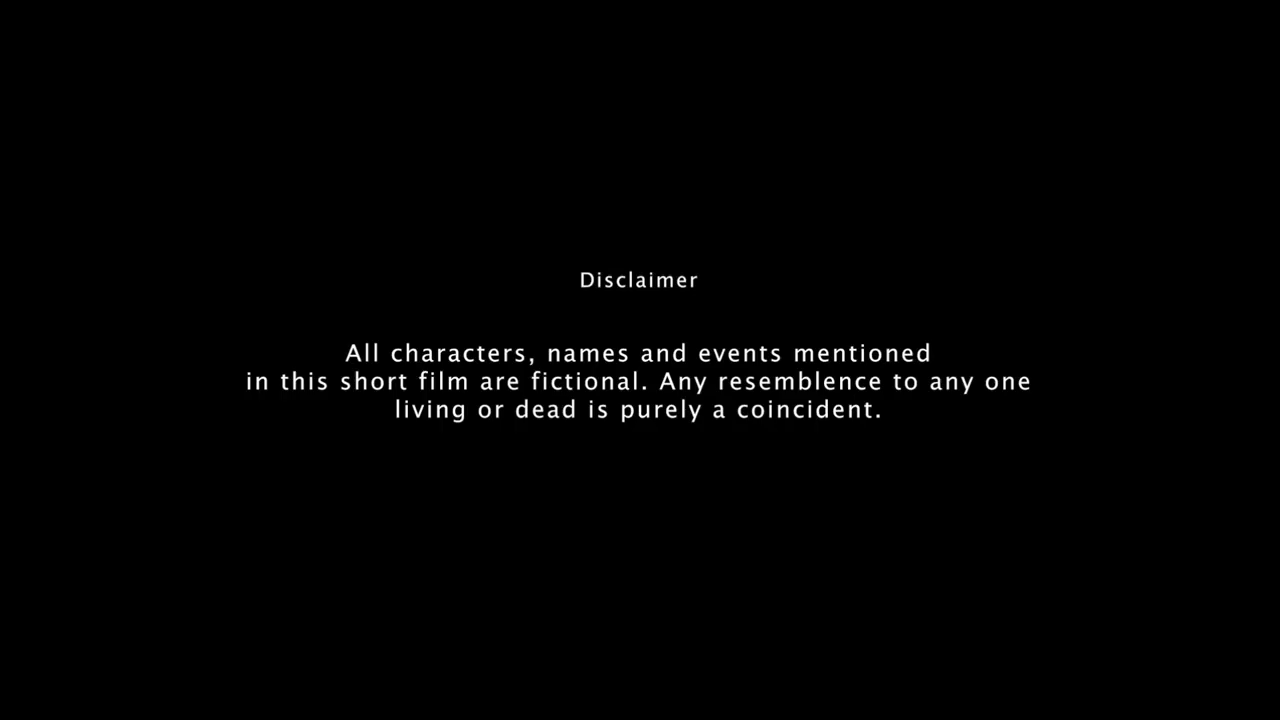 Disclaimer
All characters, names and events mentioned
in this short film are fictional. Any resemblence to any one
living or dead is purely a coincident.